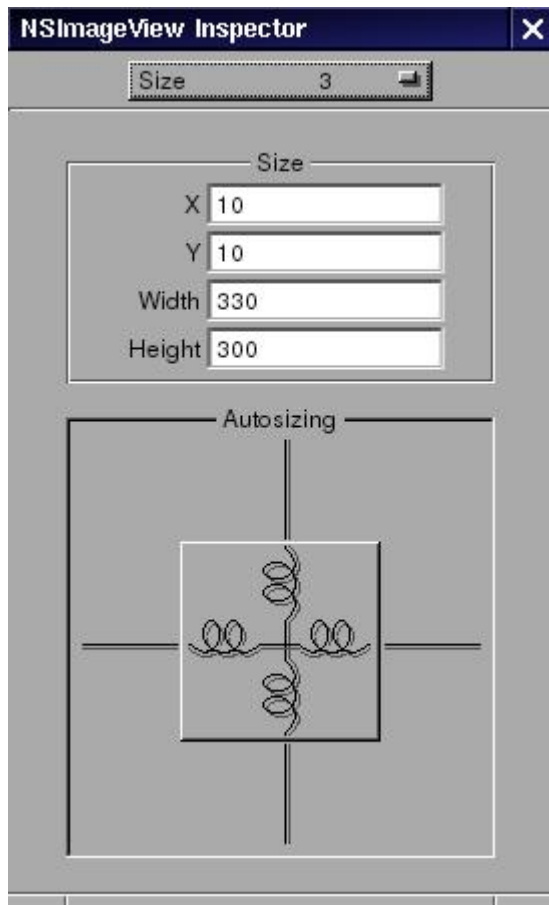 NSImageView Inspector
Size 3
Size
X 10
Y 10
Width 330
Height 300
Autosizing